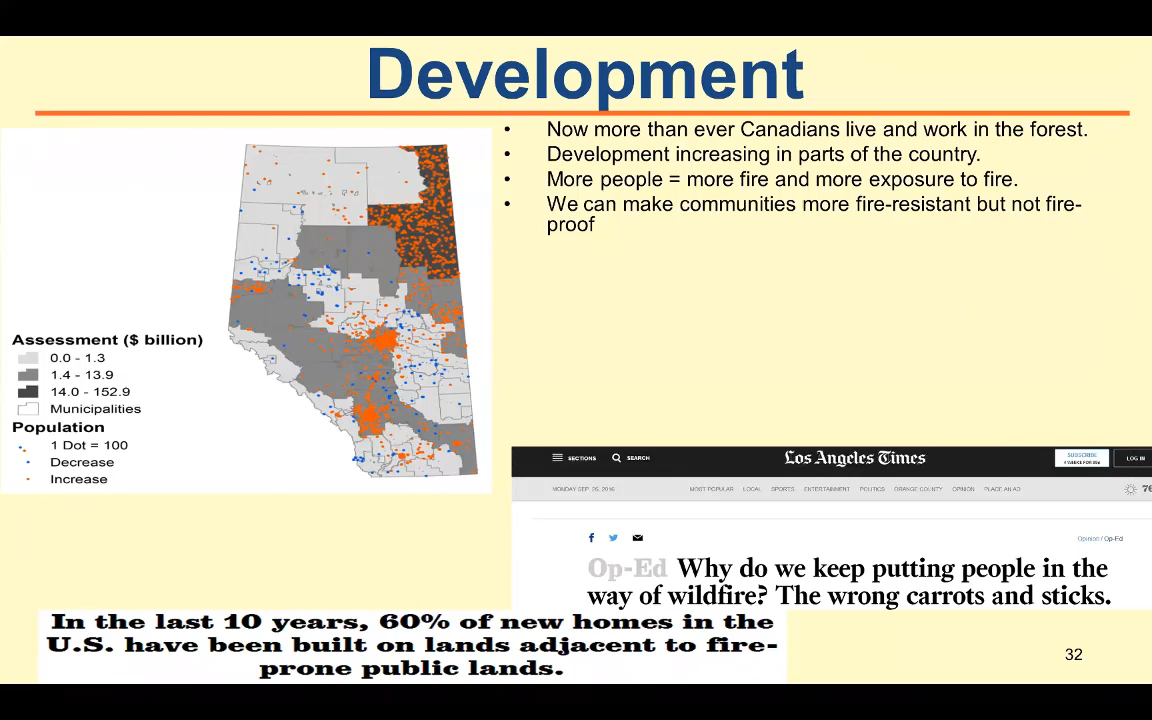 Development
• Now more than ever Canadians live and work in the forest.
• Development increasing in parts of the country.
• More people = more fire and more exposure to fire.
• We can make communities more fire-resistant but not fire-
proof
Assessment ($ billion)
0.0 - 1.3
1.4 - 13.9
14.0 - 152.9
Municipalities
Population
1 Dot = 100
Decrease
Increase
SECTIONS SEARCH Los Angeles Times SUBSCRIBE LOG IN
4 WEEKS FOR 99¢
MONDAY SEP. 26, 2016 MOST POPULAR LOCAL SPORTS ENTERTAINMENT POLITICS ORANGE COUNTY OPINION PLACE AN AD
Opinion / Op-Ed
Op-Ed Why do we keep putting people in the
way of wildfire? The wrong carrots and sticks.
In the last 10 years, 60% of new homes in the
U.S. have been built on lands adjacent to fire-
prone public lands.
32